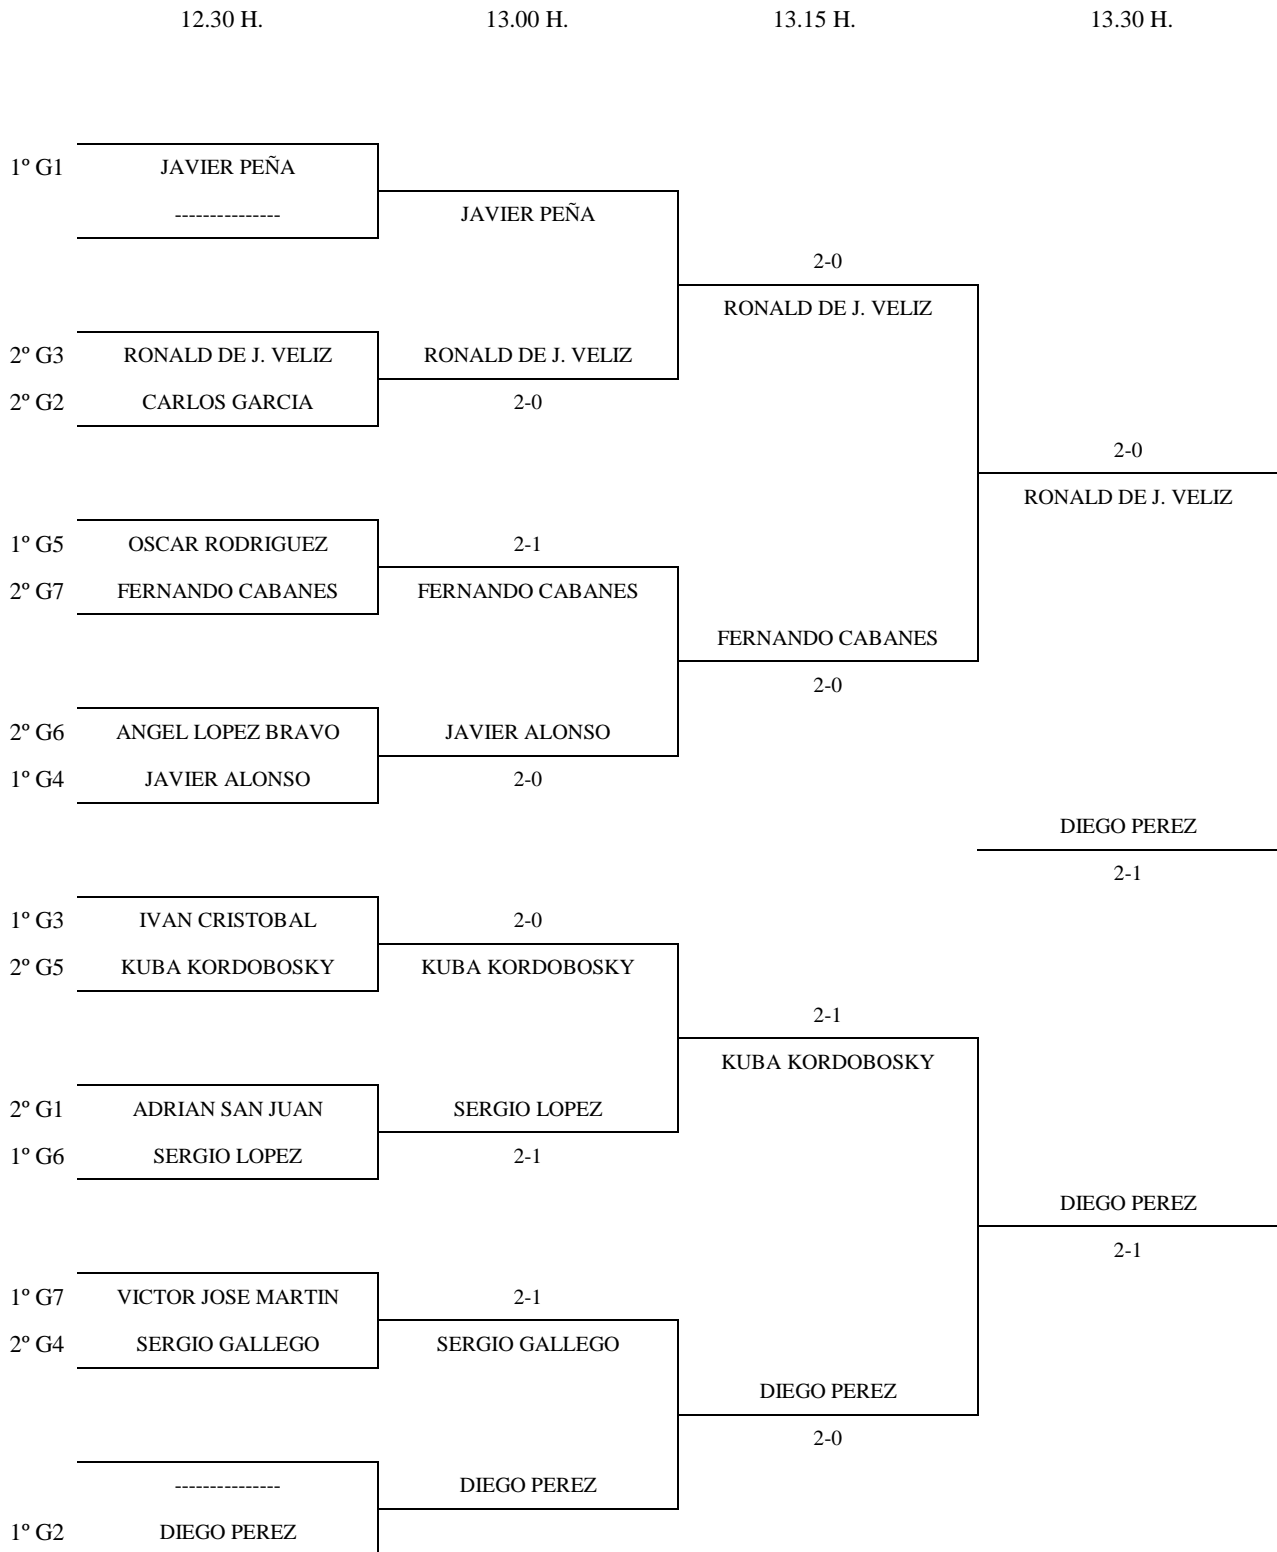 12.30 H. 13.00 H. 13.15 H. 13.30 H.
1º G1 JAVIER PEÑA
--------------- JAVIER PEÑA
2-0
RONALD DE J. VELIZ
2º G3 RONALD DE J. VELIZ RONALD DE J. VELIZ
2º G2 CARLOS GARCIA 2-0
2-0
RONALD DE J. VELIZ
1º G5 OSCAR RODRIGUEZ 2-1
2º G7 FERNANDO CABANES FERNANDO CABANES
FERNANDO CABANES
2-0
2º G6 ANGEL LOPEZ BRAVO JAVIER ALONSO
1º G4 JAVIER ALONSO 2-0
DIEGO PEREZ
2-1
1º G3 IVAN CRISTOBAL 2-0
2º G5 KUBA KORDOBOSKY KUBA KORDOBOSKY
2-1
KUBA KORDOBOSKY
2º G1 ADRIAN SAN JUAN SERGIO LOPEZ
1º G6 SERGIO LOPEZ 2-1
DIEGO PEREZ
2-1
1º G7 VICTOR JOSE MARTIN 2-1
2º G4 SERGIO GALLEGO SERGIO GALLEGO
DIEGO PEREZ
2-0
--------------- DIEGO PEREZ
1º G2 DIEGO PEREZ